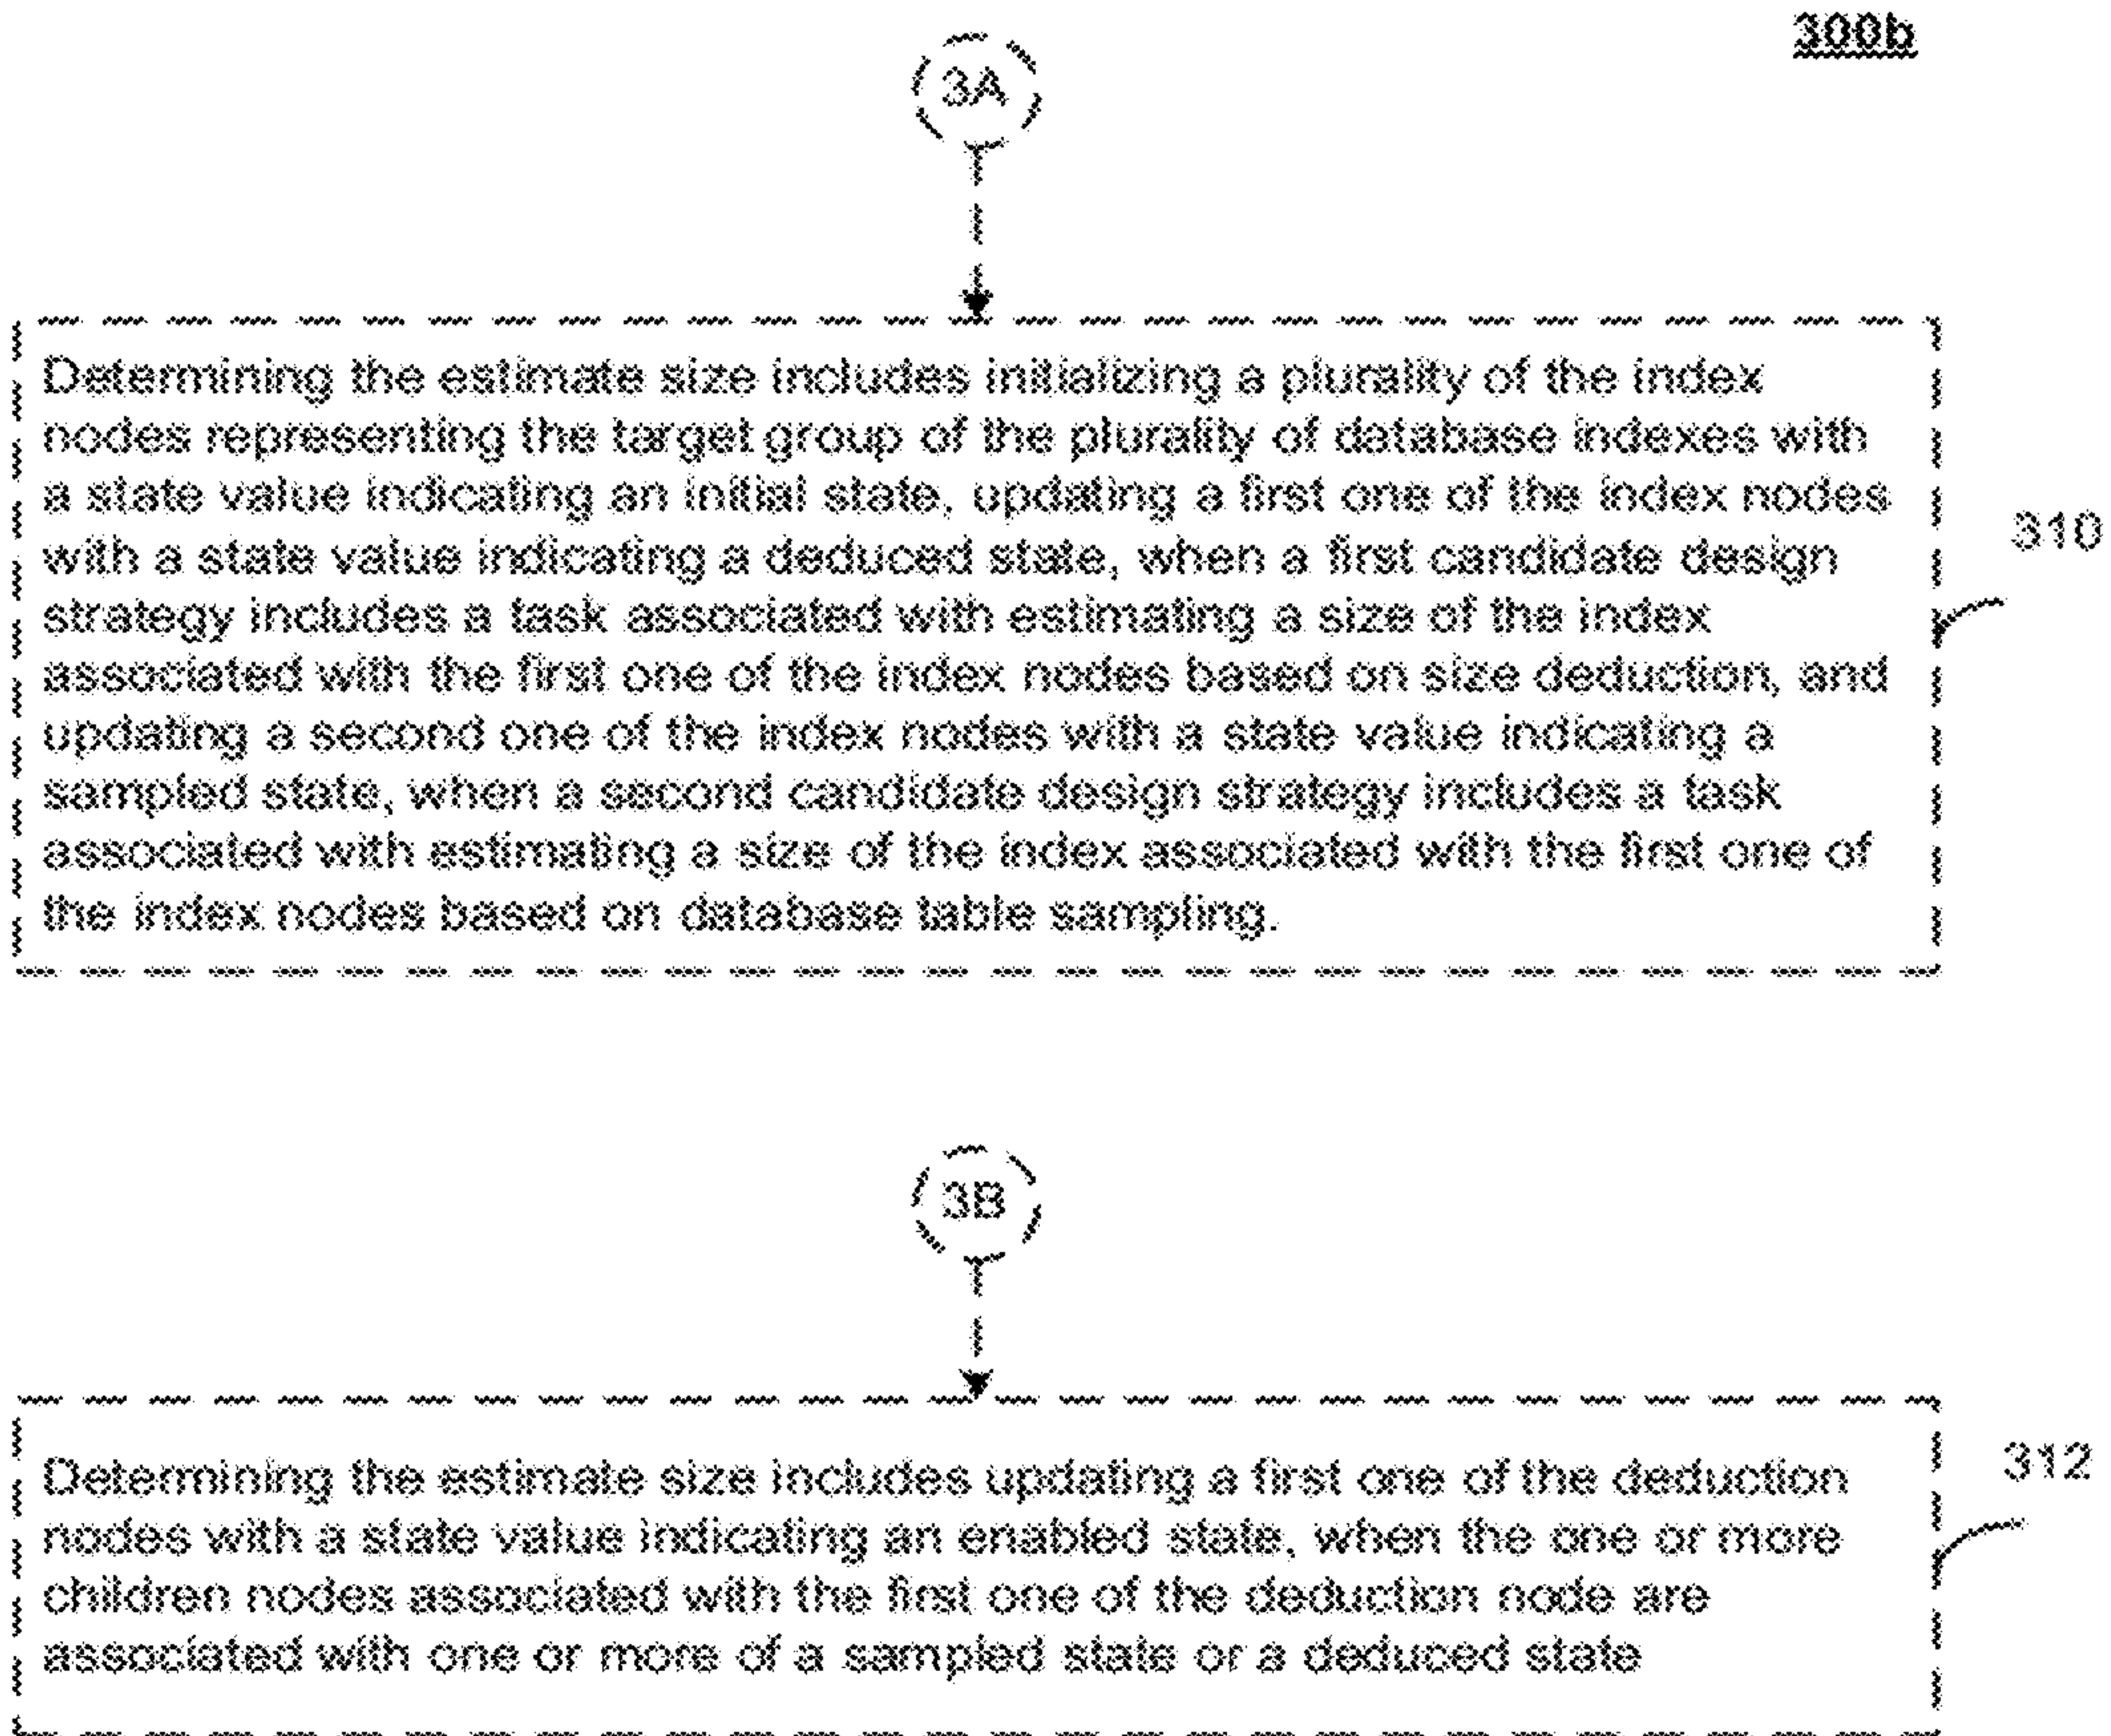 300b
3A
Determining the estimate size includes initializing a plurality of the index
nodes representing the target group of the plurality of database indexes with
a state value indicating an initial state, updating a first one of the index nodes
with a state value indicating a deduced state, when a first candidate design
strategy includes a task associated with estimating a size of the index
associated with the first one of the index nodes based on size deduction, and
updating a second one of the index nodes with a state value indicating a
sampled state, when a second candidate design strategy includes a task
associated with estimating a size of the index associated with the first one of
the index nodes based on database table sampling.
310
3B
Determining the estimate size includes updating a first one of the deduction
nodes with a state value indicating an enabled state, when the one or more
children nodes associated with the first one of the deduction node are
associated with one or more of a sampled state or a deduced state
312